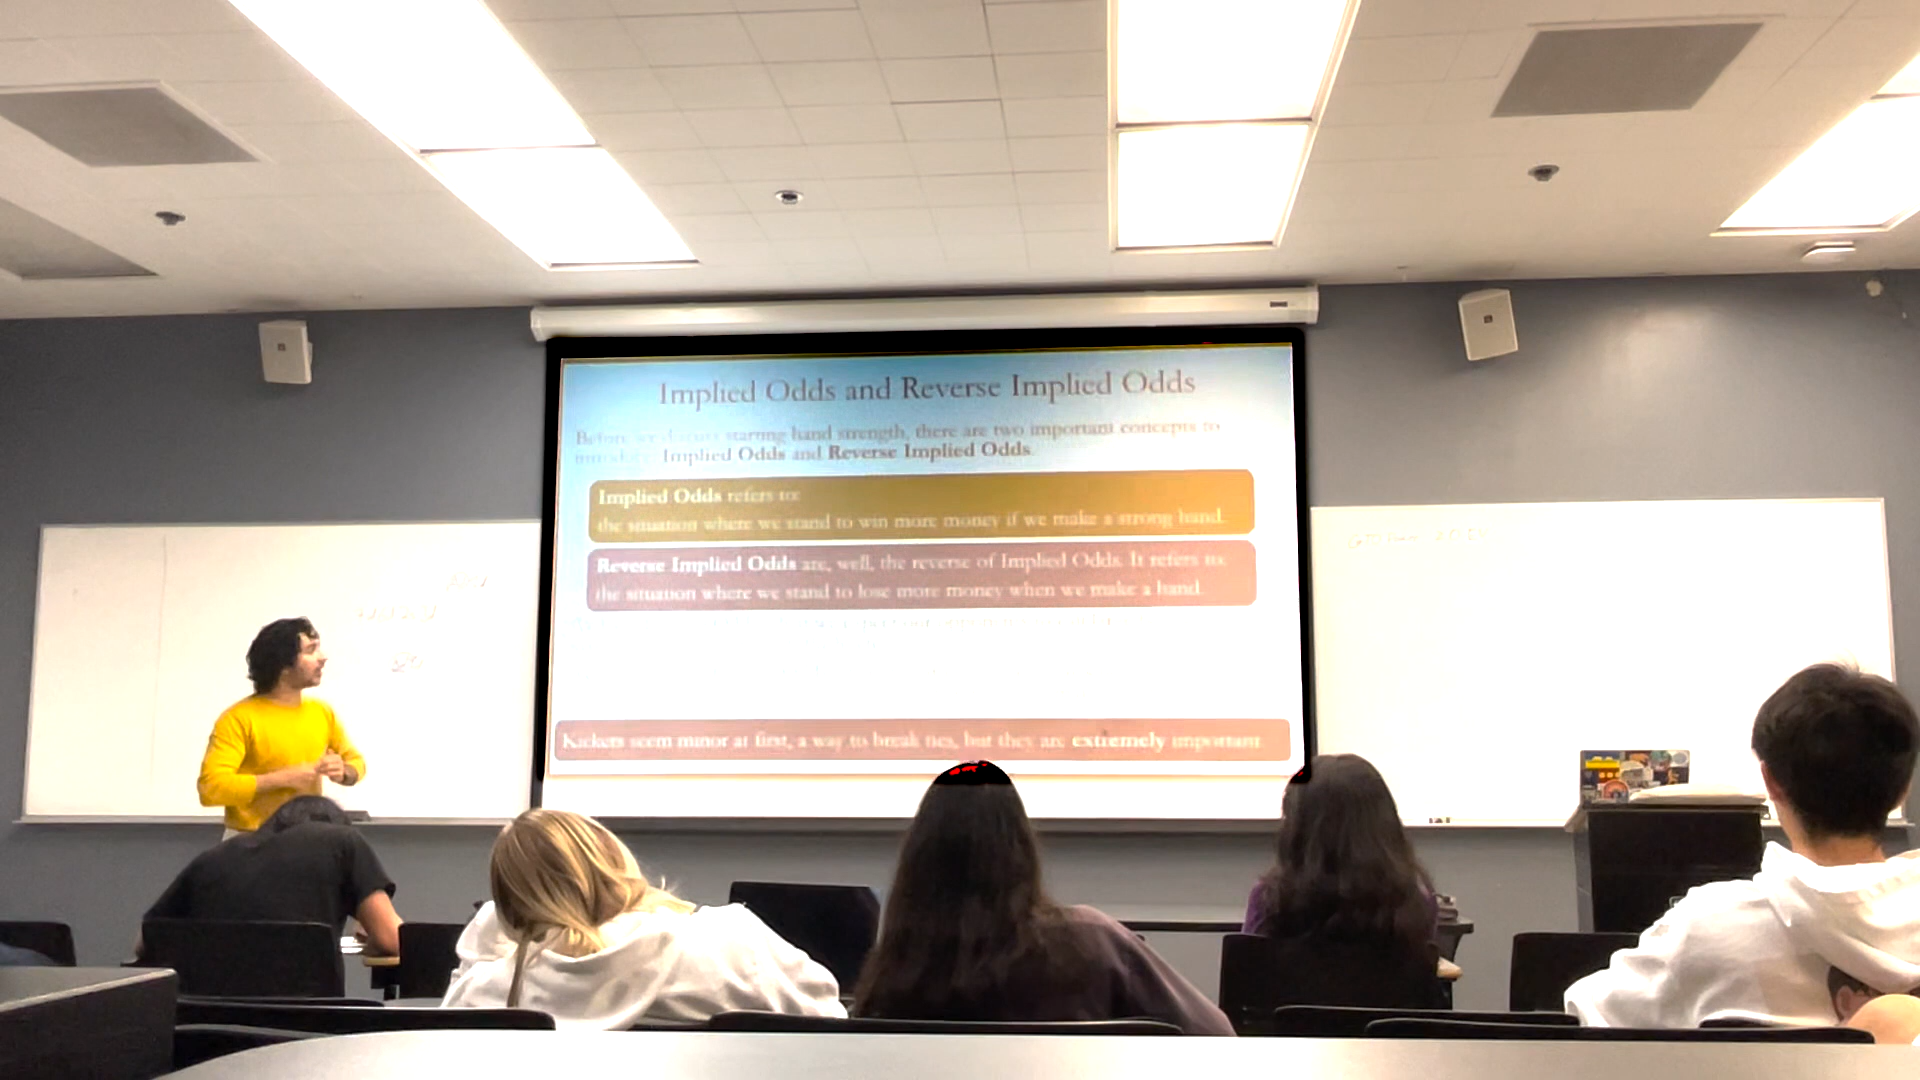 Implied Odds and Reverse Implied Odds
Before we discuss starting hand strength, there are two important concepts to
introduce: Implied Odds and Reverse Implied Odds.
Implied Odds refers to:
the situation where we stand to win more money if we make a strong hand.
Reverse Implied Odds are, well, the reverse of Implied Odds. It refers to:
the situation where we stand to lose more money when we make a hand.
Kickers seem minor at first, a way to break ties, but they are extremely important